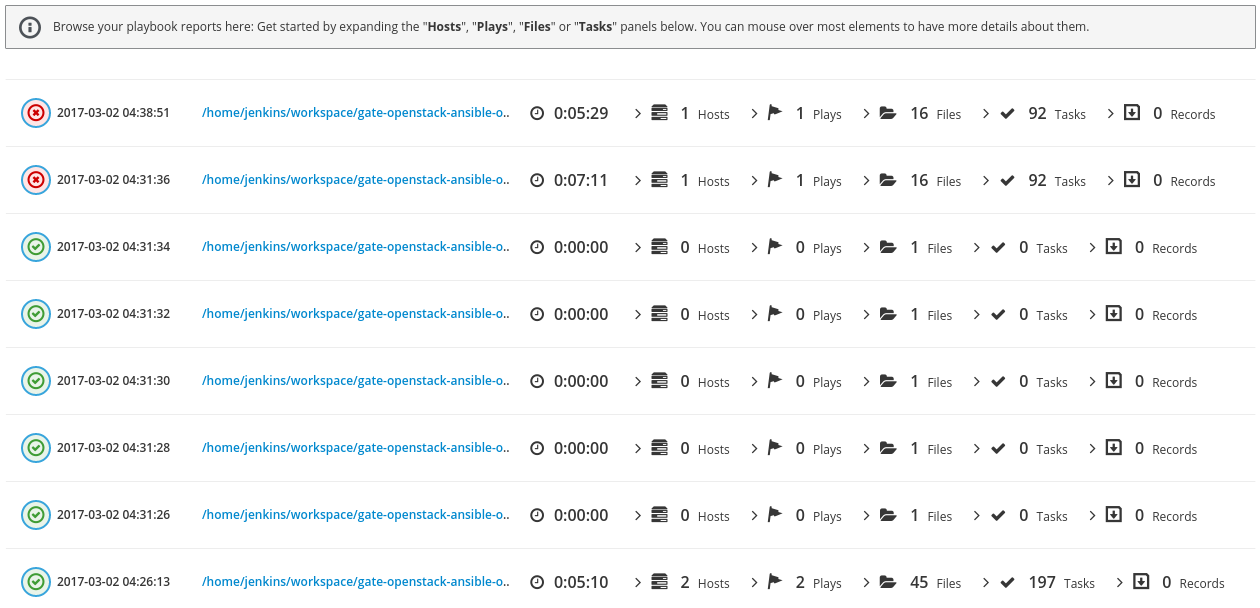 Browse your playbook reports here: Get started by expanding the "Hosts", "Plays", "Files" or "Tasks" panels below. You can mouse over most elements to have more details about them.
2017-03-02 04:38:51 /home/jenkins/workspace/gate-openstack-ansible-o.. 0:05:29 1 Hosts 1 Plays 16 Files 92 Tasks 0 Records
2017-03-02 04:31:36 /home/jenkins/workspace/gate-openstack-ansible-o.. 0:07:11 1 Hosts 1 Plays 16 Files 92 Tasks 0 Records
2017-03-02 04:31:34 /home/jenkins/workspace/gate-openstack-ansible-o.. 0:00:00 0 Hosts 0 Plays 1 Files 0 Tasks 0 Records
2017-03-02 04:31:32 /home/jenkins/workspace/gate-openstack-ansible-o.. 0:00:00 0 Hosts 0 Plays 1 Files 0 Tasks 0 Records
2017-03-02 04:31:30 /home/jenkins/workspace/gate-openstack-ansible-o.. 0:00:00 0 Hosts 0 Plays 1 Files 0 Tasks 0 Records
2017-03-02 04:31:28 /home/jenkins/workspace/gate-openstack-ansible-o.. 0:00:00 0 Hosts 0 Plays 1 Files 0 Tasks 0 Records
2017-03-02 04:31:26 /home/jenkins/workspace/gate-openstack-ansible-o.. 0:00:00 0 Hosts 0 Plays 1 Files 0 Tasks 0 Records
2017-03-02 04:26:13 /home/jenkins/workspace/gate-openstack-ansible-o.. 0:05:10 2 Hosts 2 Plays 45 Files 197 Tasks 0 Records